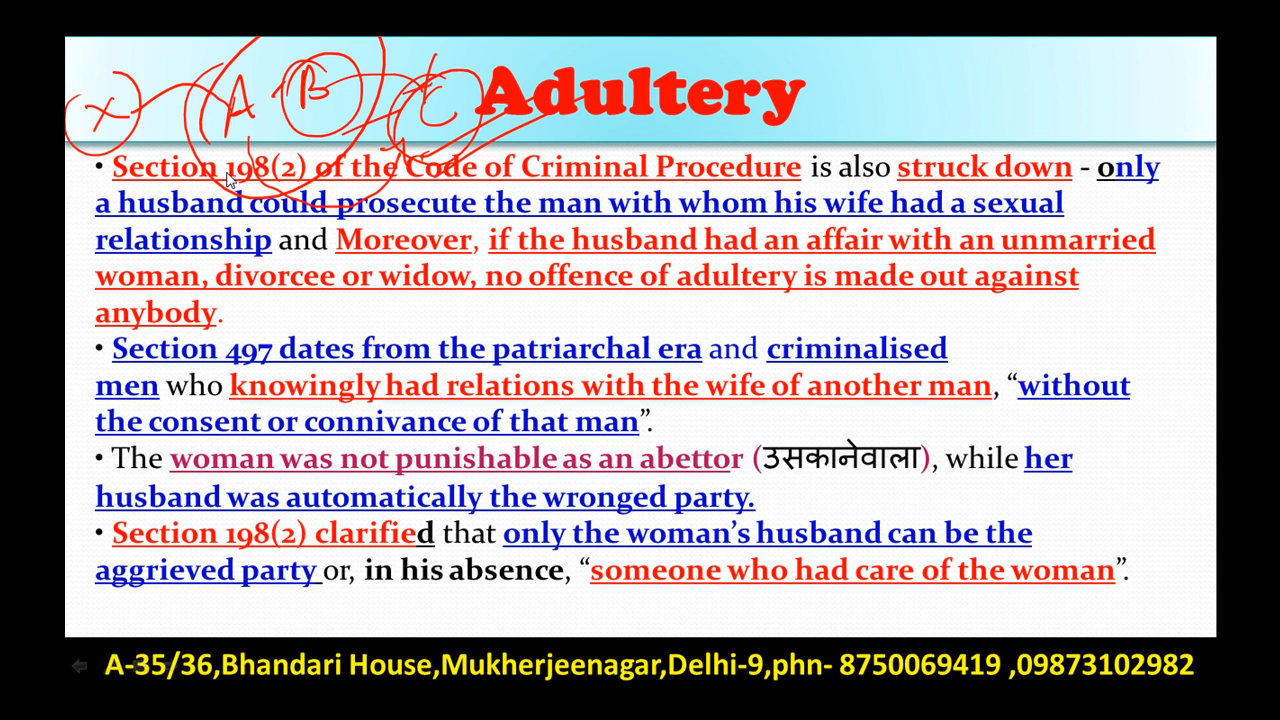 X A B C
Adultery
• Section 198(2) of the Code of Criminal Procedure is also struck down - only
a husband could prosecute the man with whom his wife had a sexual
relationship and Moreover, if the husband had an affair with an unmarried
woman, divorcee or widow, no offence of adultery is made out against
anybody.
• Section 497 dates from the patriarchal era and criminalised
men who knowingly had relations with the wife of another man, “without
the consent or connivance of that man”.
• The woman was not punishable as an abettor (उसकानेवाला), while her
husband was automatically the wronged party.
• Section 198(2) clarified that only the woman’s husband can be the
aggrieved party or, in his absence, “someone who had care of the woman”.
A-35/36,Bhandari House,Mukherjeenagar,Delhi-9,phn- 8750069419 ,09873102982